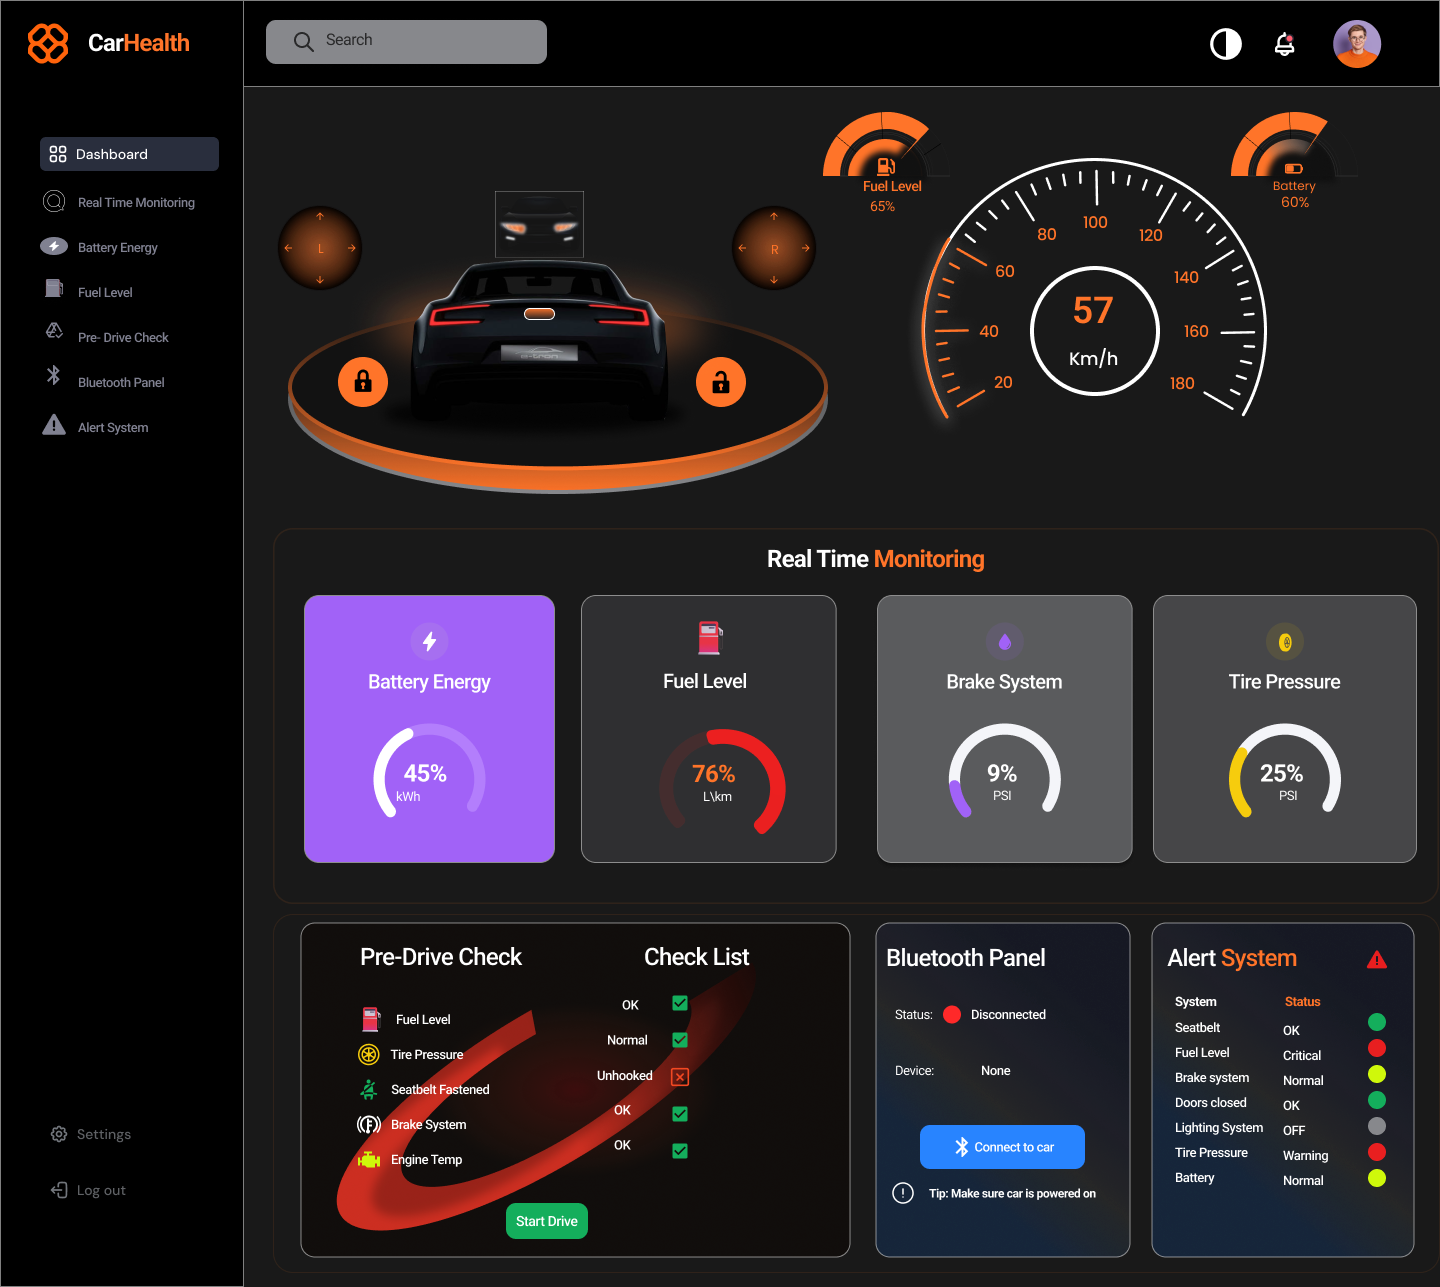 CarHealth
Search
Dashboard
Real Time Monitoring
Battery Energy
Fuel Level
Pre- Drive Check
Bluetooth Panel
Alert System
Settings
Log out
L
R
e-tron
Fuel Level
65%
Battery
60%
20
40
60
80
100
120
140
160
180
57
Km/h
Real Time Monitoring
Battery Energy
45%
kWh
Fuel Level
76%
L\km
Brake System
9%
PSI
Tire Pressure
25%
PSI
Pre-Drive Check
Check List
Fuel Level
OK
Tire Pressure
Normal
Seatbelt Fastened
Unhooked
Brake System
OK
Engine Temp
OK
Start Drive
Bluetooth Panel
Status: Disconnected
Device: None
Connect to car
Tip: Make sure car is powered on
Alert System
System Status
Seatbelt OK
Fuel Level Critical
Brake system Normal
Doors closed OK
Lighting System OFF
Tire Pressure Warning
Battery Normal